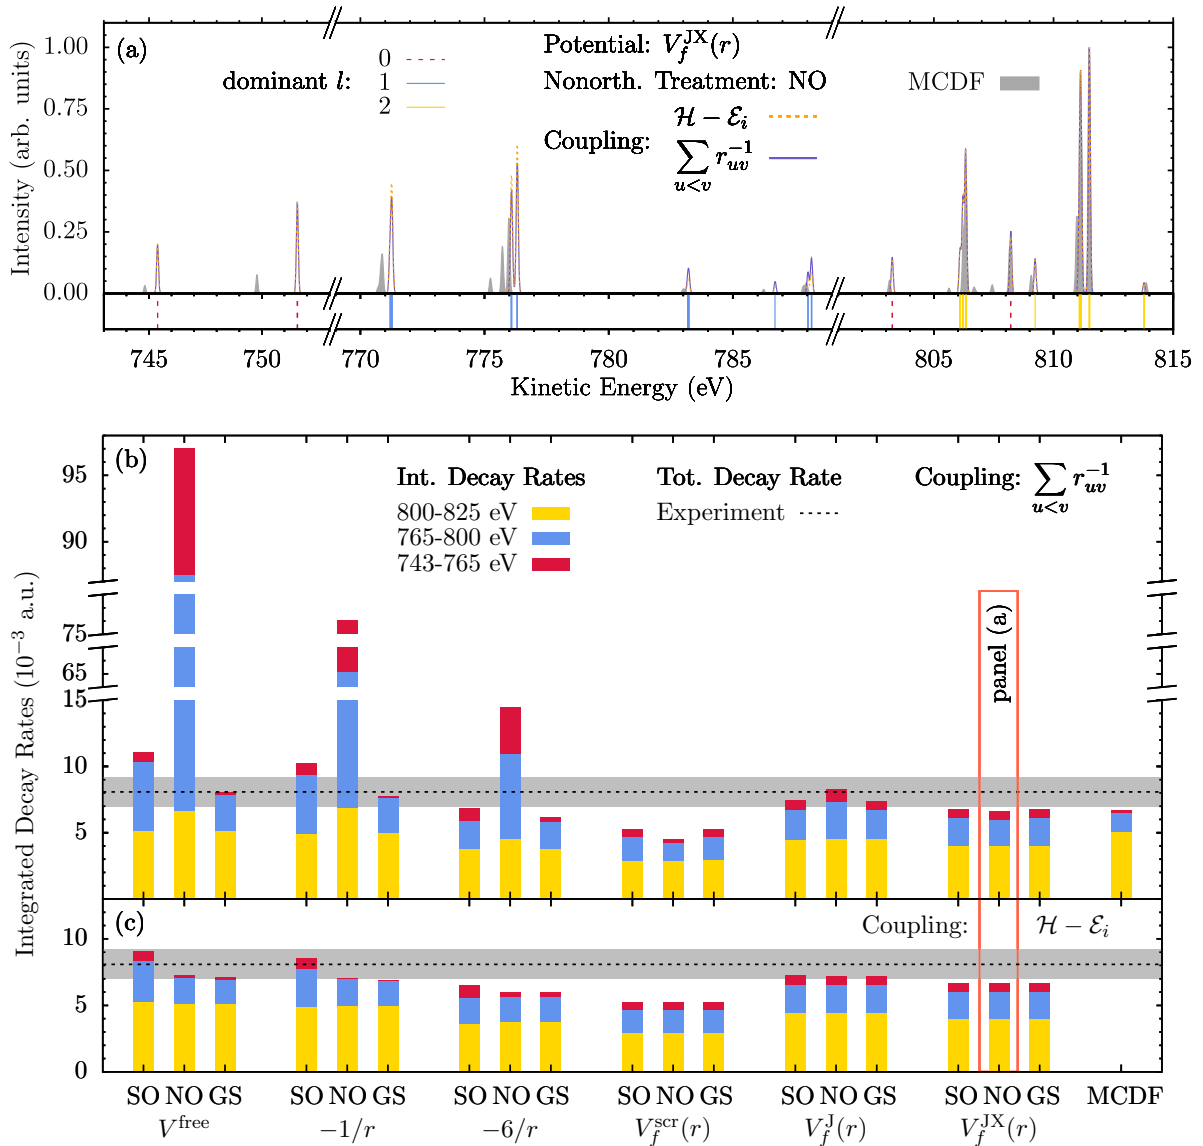 (a)
Potential: V_f^{JX}(r)
0
dominant l: 1
2
Nonorth. Treatment: NO
MCDF
Coupling:
ℋ − ℰ_i
∑_{u<v} r_{uv}^{-1}
Intensity (arb. units)
1.00
0.75
0.50
0.25
0.00
745 750 770 775 780 785 805 810 815
Kinetic Energy (eV)
(b)
Int. Decay Rates
800-825 eV
765-800 eV
743-765 eV
Tot. Decay Rate
Experiment
Coupling: ∑_{u<v} r_{uv}^{-1}
Integrated Decay Rates (10^{−3} a.u.)
95
90
75
65
15
10
5
panel (a)
(c)
Coupling: ℋ − ℰ_i
10
5
0
SO NO GS SO NO GS SO NO GS SO NO GS SO NO GS SO NO GS MCDF
V^{free} −1/r −6/r V_f^{scr}(r) V_f^{J}(r) V_f^{JX}(r)